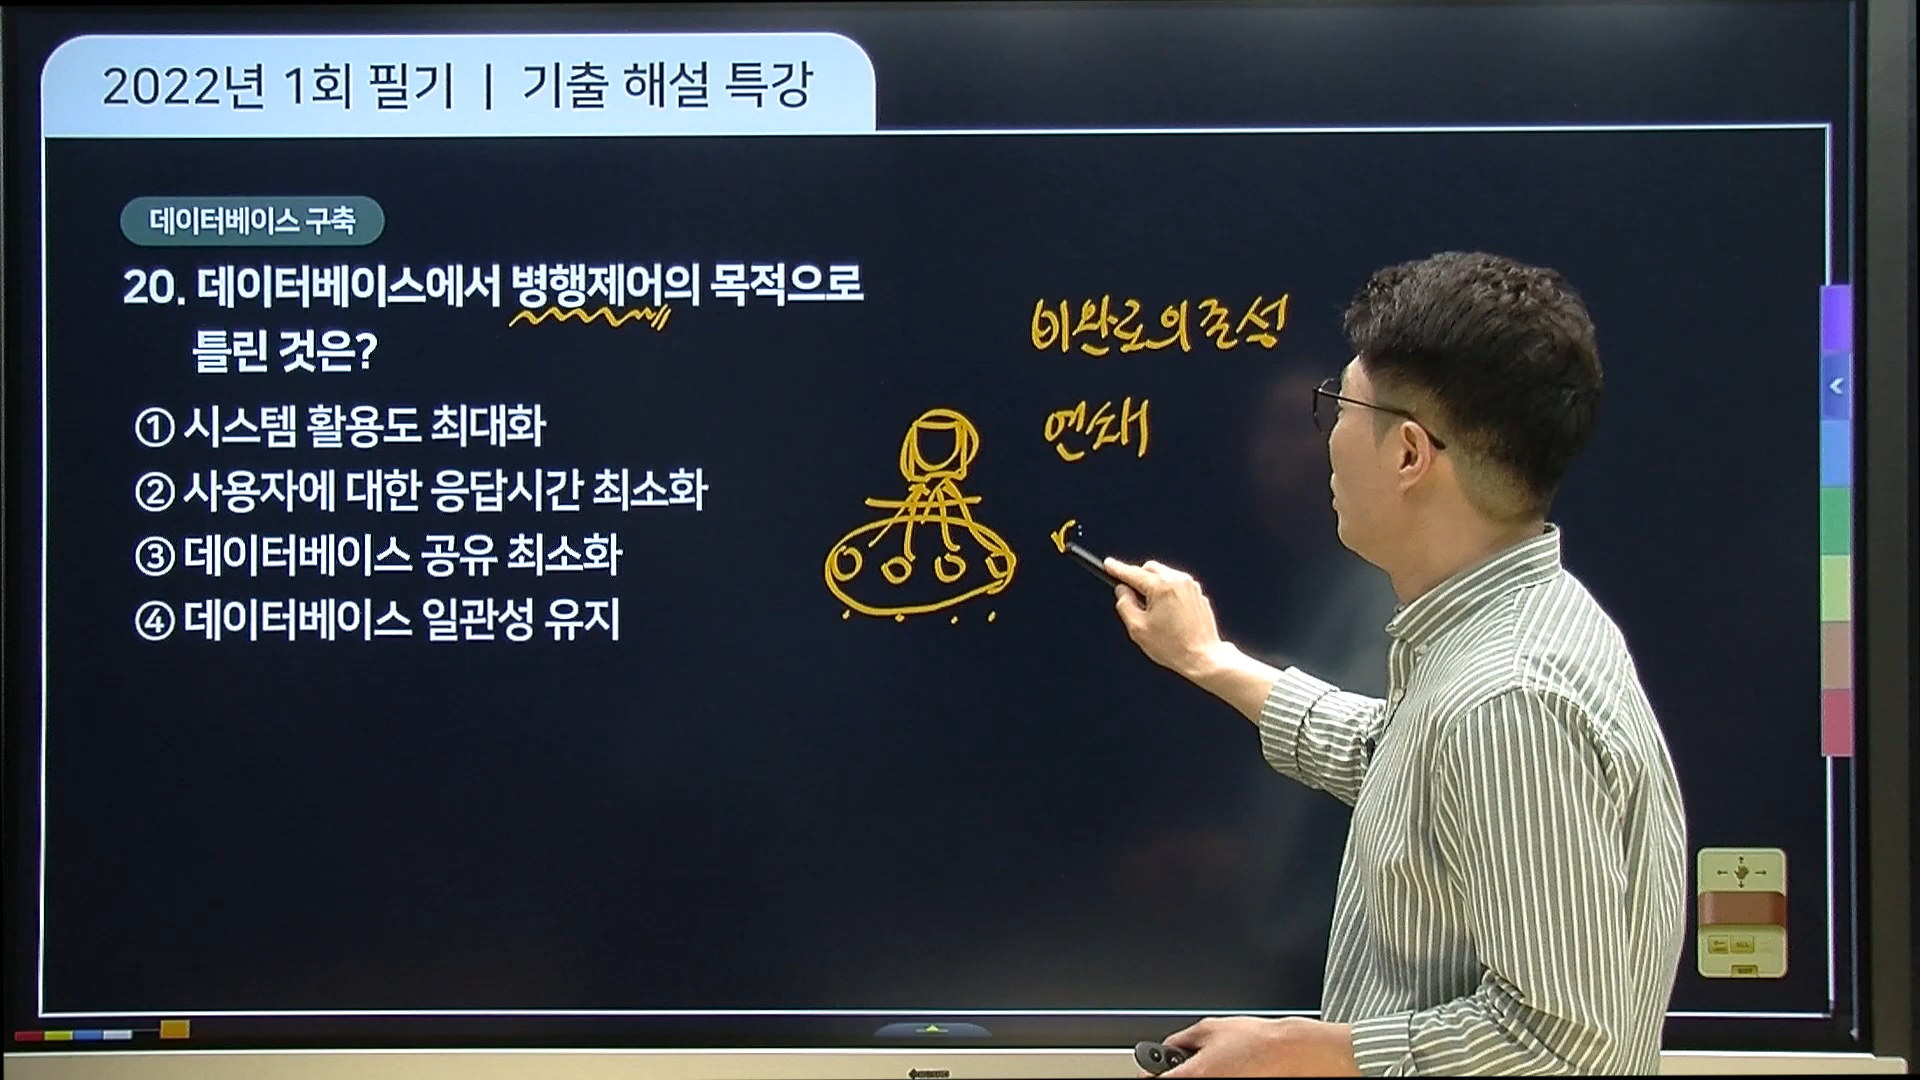 2022년 1회 필기 | 기출 해설 특강
데이터베이스 구축
20. 데이터베이스에서 병행제어의 목적으로
틀린 것은?
① 시스템 활용도 최대화
② 사용자에 대한 응답시간 최소화
③ 데이터베이스 공유 최소화
④ 데이터베이스 일관성 유지
비완료의존성
연쇄